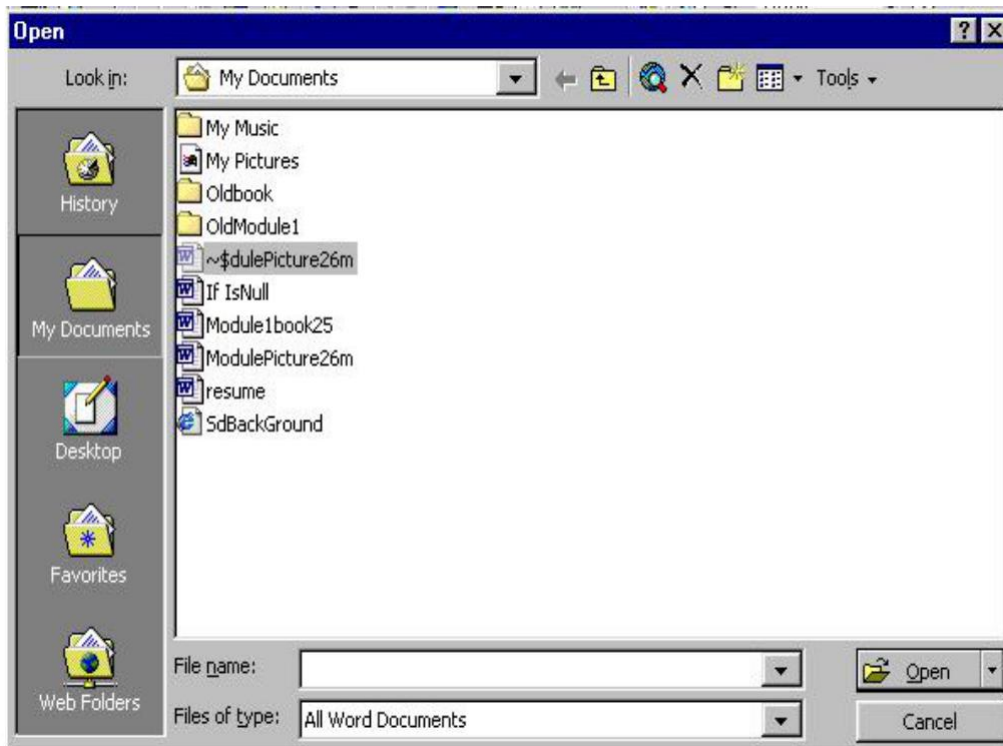 Open
Look in:
My Documents
Tools
History
My Documents
Desktop
Favorites
Web Folders
My Music
My Pictures
Oldbook
OldModule1
~$dulePicture26m
If IsNull
Module1book25
ModulePicture26m
resume
SdBackGround
File name:
Open
Files of type:
All Word Documents
Cancel